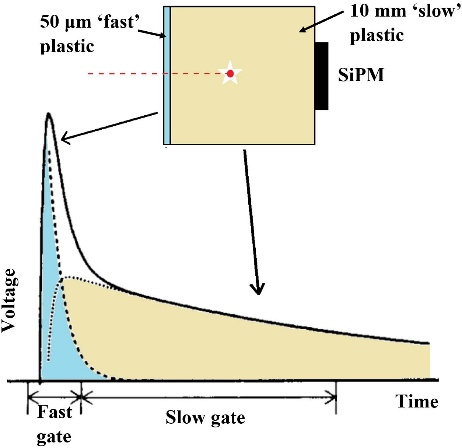 50 μm ‘fast’
plastic
10 mm ‘slow’
plastic
SiPM
Voltage
Time
Fast
gate
Slow gate